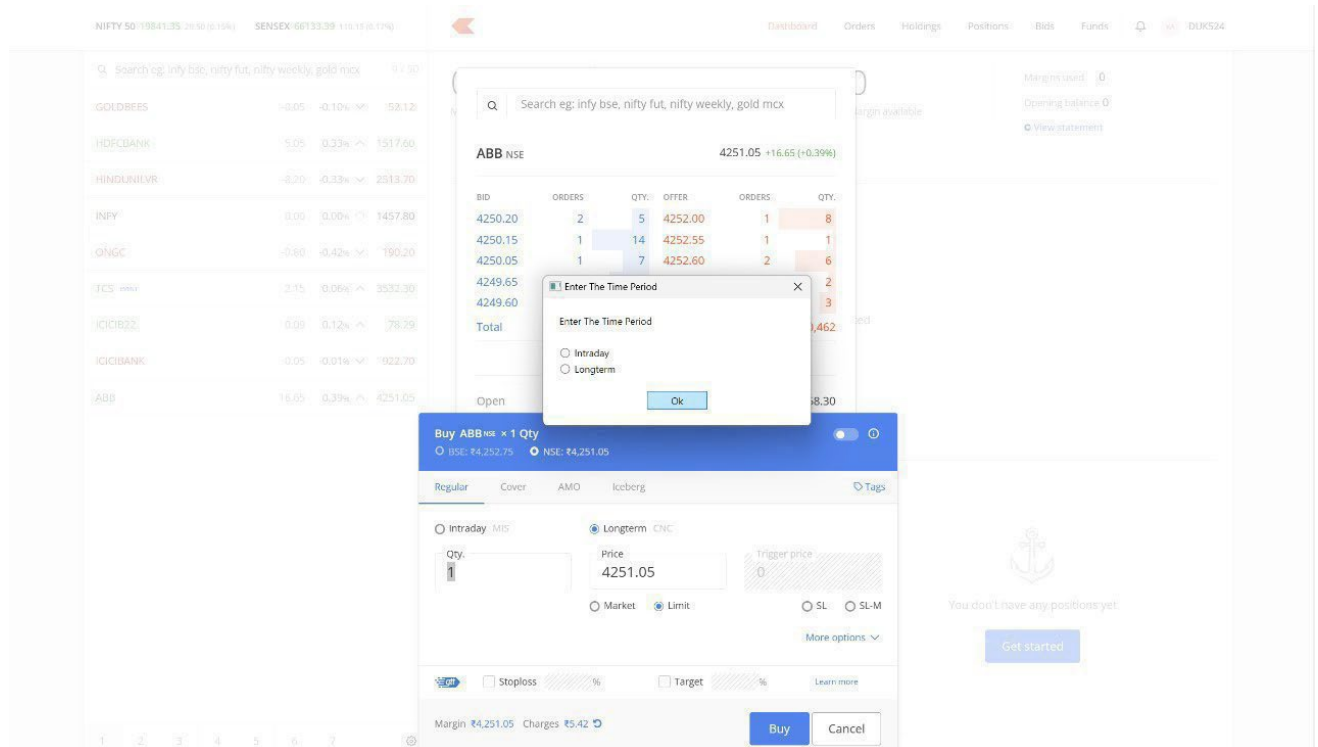 NIFTY 50 19841.35 SENSEX 66133.39
Dashboard Orders Holdings Positions Bids Funds DUK524
Search eg: infy bse, nifty fut, nifty weekly, gold mcx
GOLDBEES -0.05 -0.10% 52.12
HDFCBANK 5.05 0.33% 1517.60
HINDUNILVR -0.33% 2513.70
INFY 0.00 0.00% 1457.80
ONGC -0.80 -0.42% 190.20
TCS 2.15 0.06% 3532.30
ICICIB22 0.09 0.12% 78.29
ICICIBANK -0.05 -0.01% 922.70
ABB 16.65 0.39% 4251.05
1 2 3 4 5 6 7
Search eg: infy bse, nifty fut, nifty weekly, gold mcx
ABB NSE 4251.05 +16.65 (+0.39%)
BID ORDERS QTY. OFFER ORDERS QTY.
4250.20 2 5 4252.00 1 8
4250.15 1 14 4252.55 1 1
4250.05 1 7 4252.60 2 6
4249.65 2
4249.60 3
Total ,462
Open 58.30
margin available
Margins used 0
Opening balance 0
View statement
Enter The Time Period
Enter The Time Period
Intraday
Longterm
Ok
Buy ABB NSE × 1 Qty
BSE: ₹4,252.75 NSE: ₹4,251.05
Regular Cover AMO Iceberg Tags
Intraday MIS Longterm CNC
Qty. Price Trigger price
1 4251.05 0
Market Limit SL SL-M
More options
GTT Stoploss % Target % Learn more
Margin ₹4,251.05 Charges ₹5.42
Buy Cancel
You don't have any positions yet
Get started